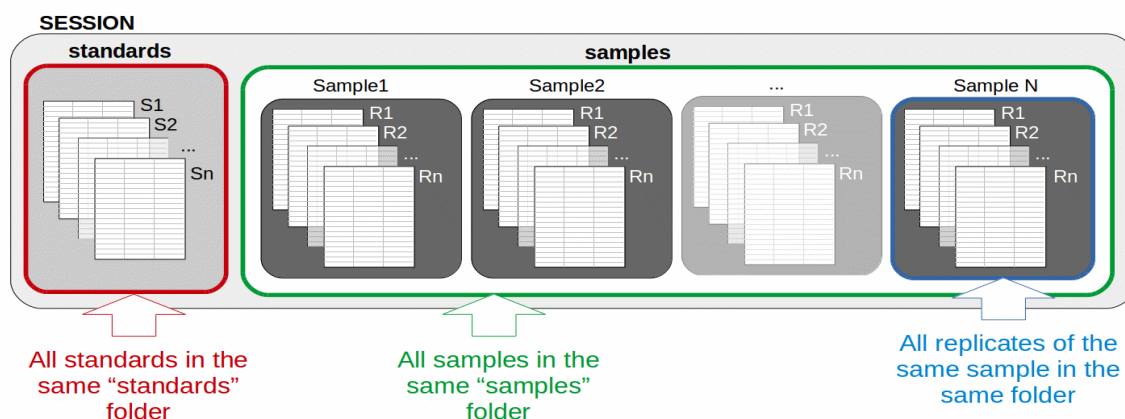 SESSION
standards
samples
S1
S2
...
Sn
Sample1
R1
R2
...
Rn
Sample2
R1
R2
...
Rn
...
R1
R2
...
Rn
Sample N
R1
R2
...
Rn
All standards in the
same “standards”
folder
All samples in the
same “samples”
folder
All replicates of the
same sample in the
same folder